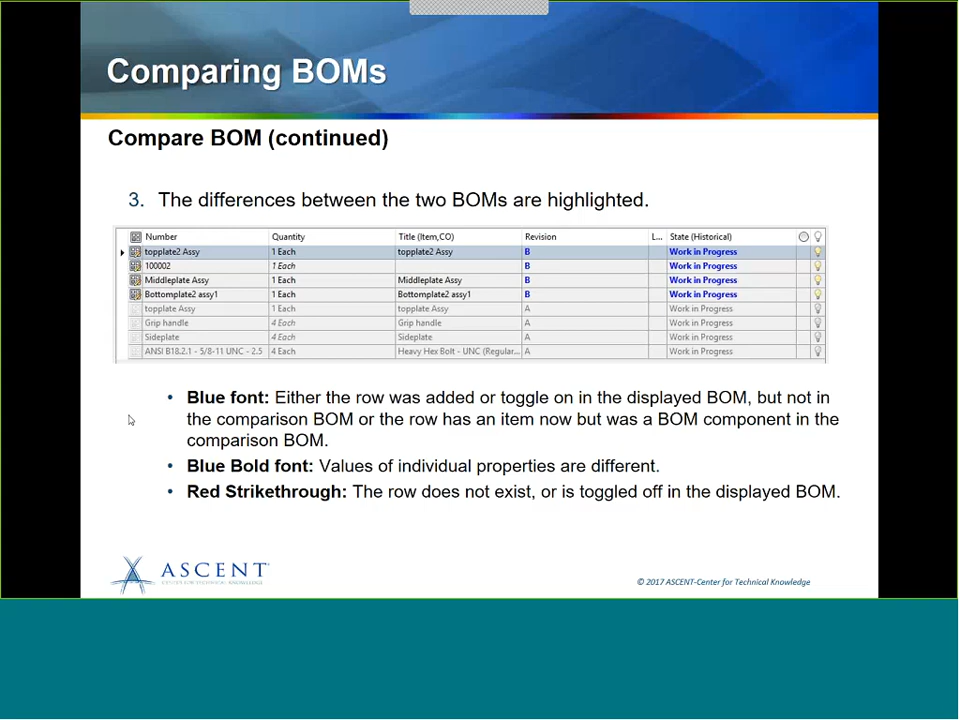 Comparing BOMs
Compare BOM (continued)
3. The differences between the two BOMs are highlighted.
Number Quantity Title (Item,CO) Revision L... State (Historical)
topplate2 Assy 1 Each topplate2 Assy B Work in Progress
100002 1 Each B Work in Progress
Middleplate Assy 1 Each Middleplate Assy B Work in Progress
Bottomplate2 assy1 1 Each Bottomplate2 assy1 B Work in Progress
topplate Assy 1 Each topplate Assy A Work in Progress
Grip handle 4 Each Grip handle A Work in Progress
Sideplate 4 Each Sideplate A Work in Progress
ANSI B18.2.1 - 5/8-11 UNC - 2.5 4 Each Heavy Hex Bolt - UNC (Regular... A Work in Progress
• Blue font: Either the row was added or toggle on in the displayed BOM, but not in
the comparison BOM or the row has an item now but was a BOM component in the
comparison BOM.
• Blue Bold font: Values of individual properties are different.
• Red Strikethrough: The row does not exist, or is toggled off in the displayed BOM.
ASCENT
CENTER FOR TECHNICAL KNOWLEDGE
© 2017 ASCENT-Center for Technical Knowledge